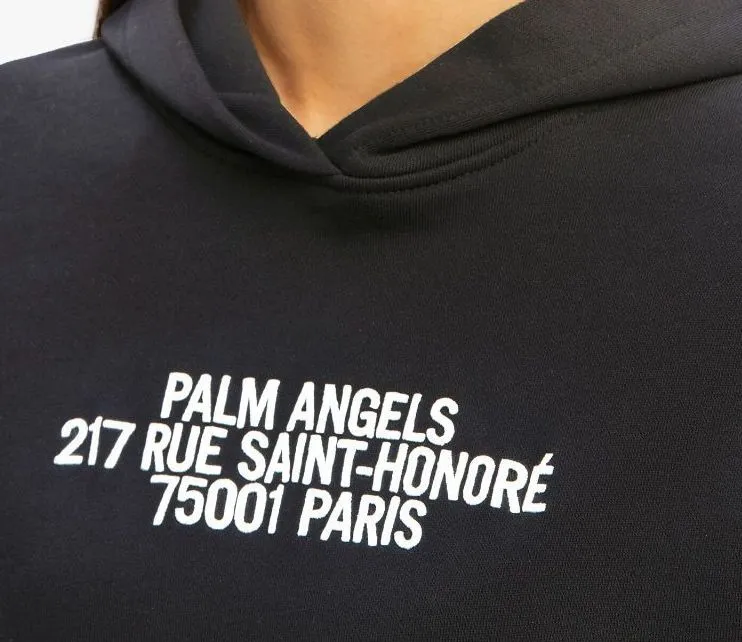 PALM ANGELS
217 RUE SAINT-HONORÉ
75001 PARIS